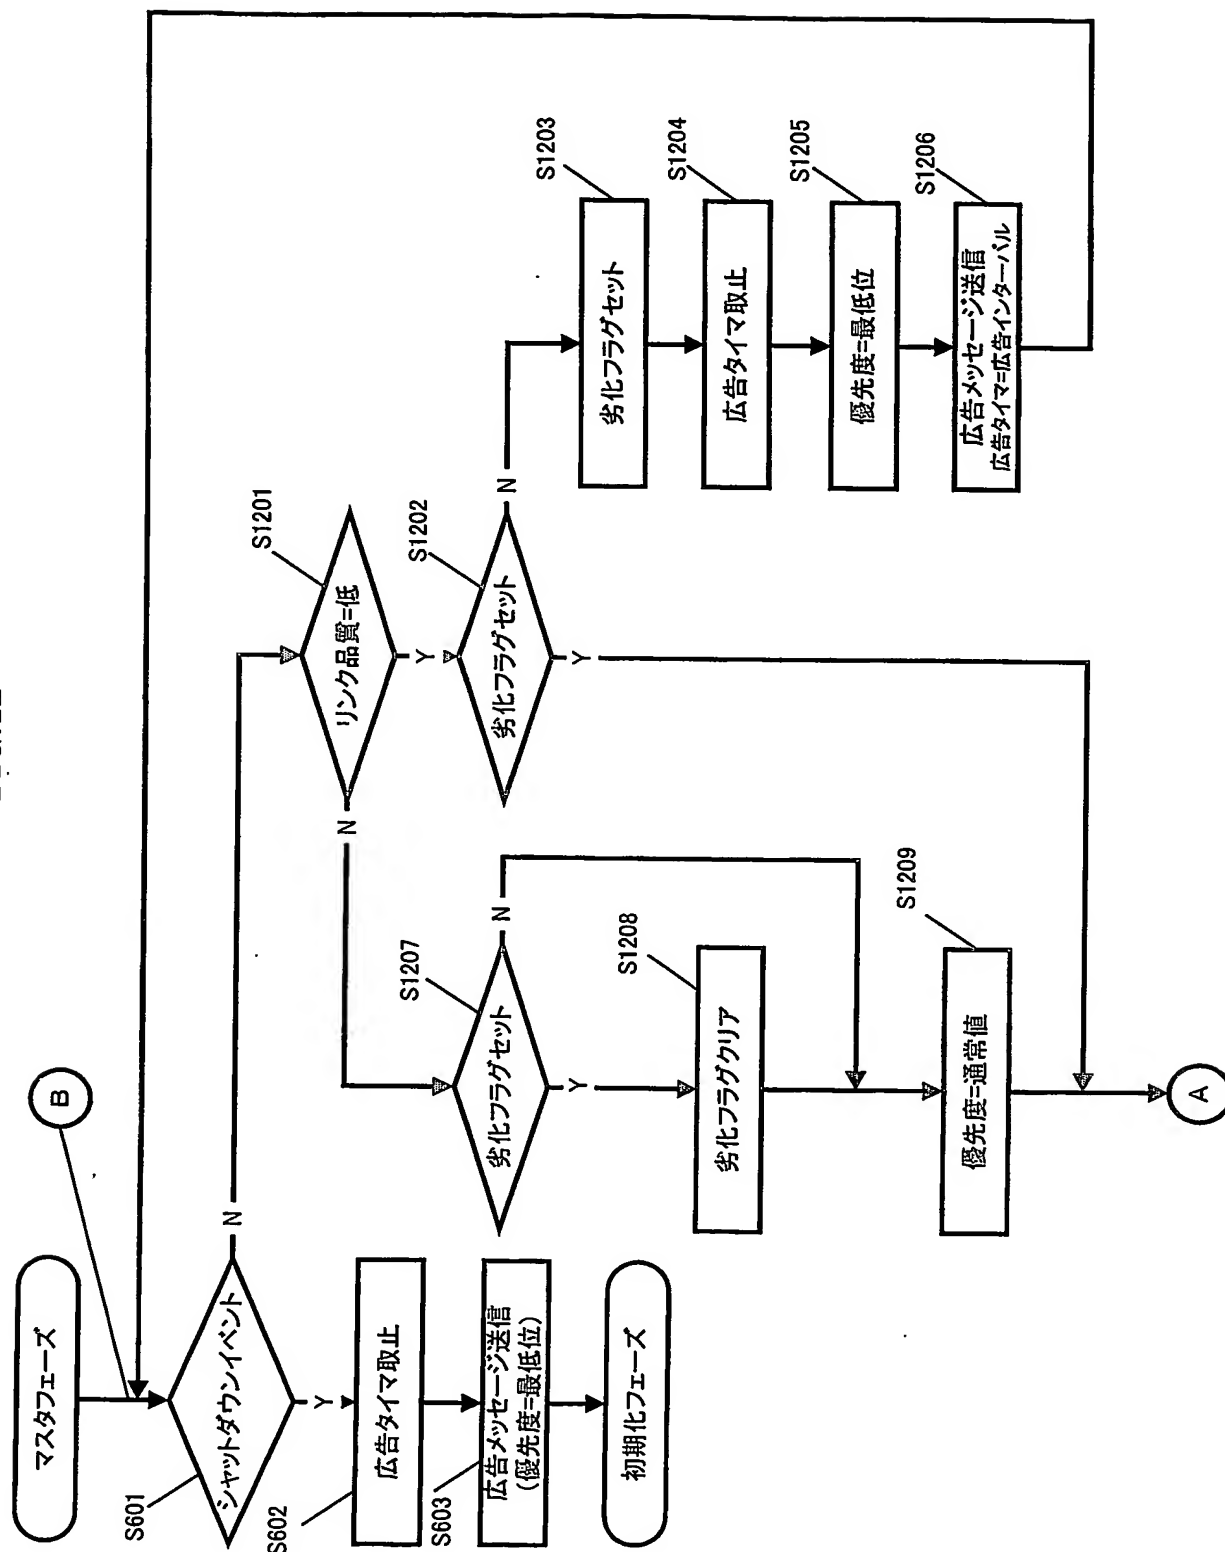 マスタフェーズ
B
S601
シャットダウンイベント
N
Y
S602
広告タイマ取止
S603
広告メッセージ送信
(優先度=最低位)
初期化フェーズ
S1201
リンク品質=低
N
Y
S1202
劣化フラグセット
N
Y
S1203
劣化フラグセット
S1204
広告タイマ取止
S1205
優先度=最低位
S1206
広告メッセージ送信
広告タイマ=広告インターバル
S1207
劣化フラグセット
N
Y
S1208
劣化フラグクリア
S1209
優先度=通常値
A